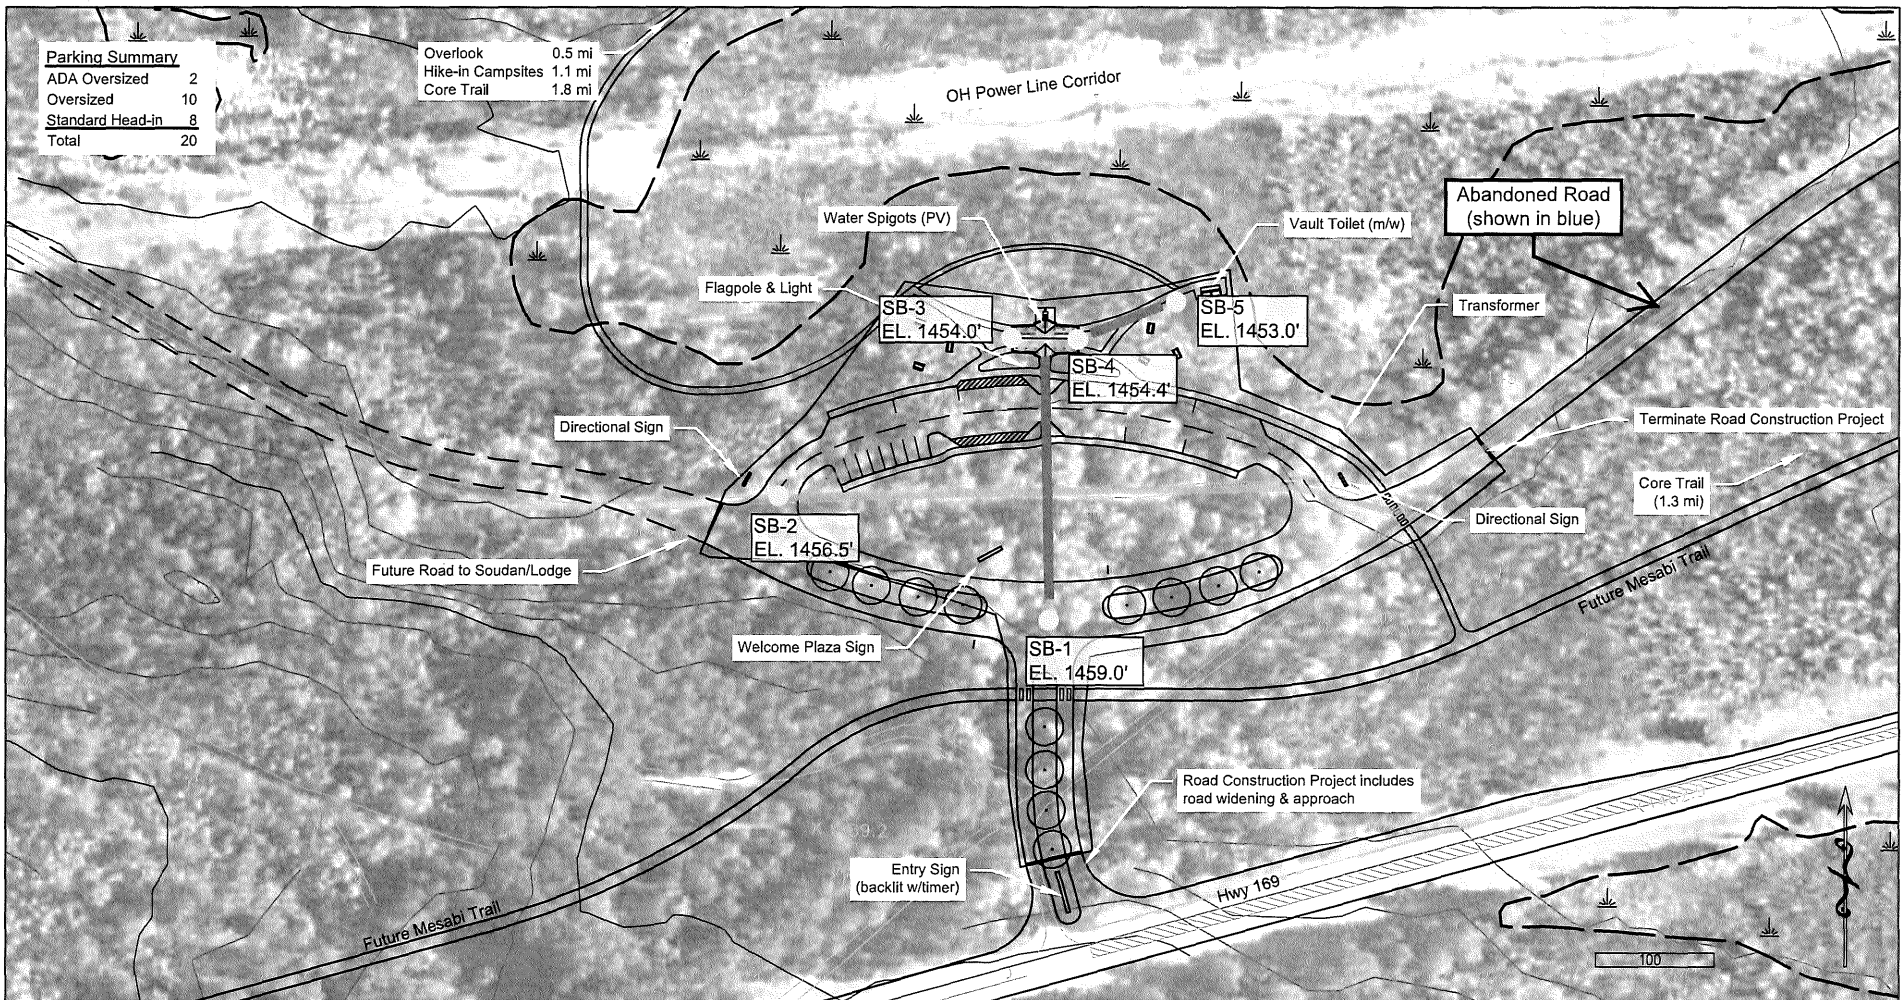 Parking Summary
ADA Oversized 2
Oversized 10
Standard Head-in 8
Total 20
Overlook 0.5 mi
Hike-in Campsites 1.1 mi
Core Trail 1.8 mi
OH Power Line Corridor
Abandoned Road
(shown in blue)
Water Spigots (PV)
Vault Toilet (m/w)
Flagpole & Light
SB-3
EL. 1454.0'
SB-5
EL. 1453.0'
Transformer
SB-4
EL. 1454.4'
Directional Sign
Terminate Road Construction Project
Core Trail
(1.3 mi)
SB-2
EL. 1456.5'
Directional Sign
Future Road to Soudan/Lodge
Future Mesabi Trail
Welcome Plaza Sign
SB-1
EL. 1459.0'
Road Construction Project includes
road widening & approach
Entry Sign
(backlit w/timer)
Hwy 169
Future Mesabi Trail
100